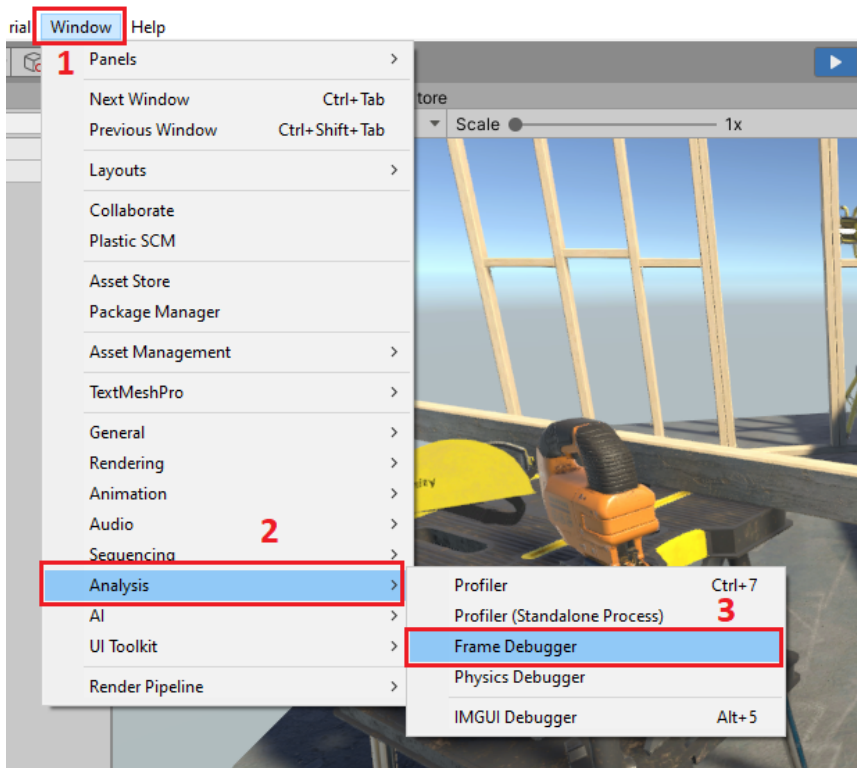 rial Window Help
1
Panels >
Next Window Ctrl+Tab
tore
Previous Window Ctrl+Shift+Tab
Scale 1x
Layouts >
Collaborate
Plastic SCM
Asset Store
Package Manager
Asset Management >
TextMeshPro >
General >
Rendering >
Animation >
Audio >
2
Sequencing >
Analysis >
AI >
UI Toolkit >
Render Pipeline >
Profiler Ctrl+7
Profiler (Standalone Process)
3
Frame Debugger
Physics Debugger
IMGUI Debugger Alt+5